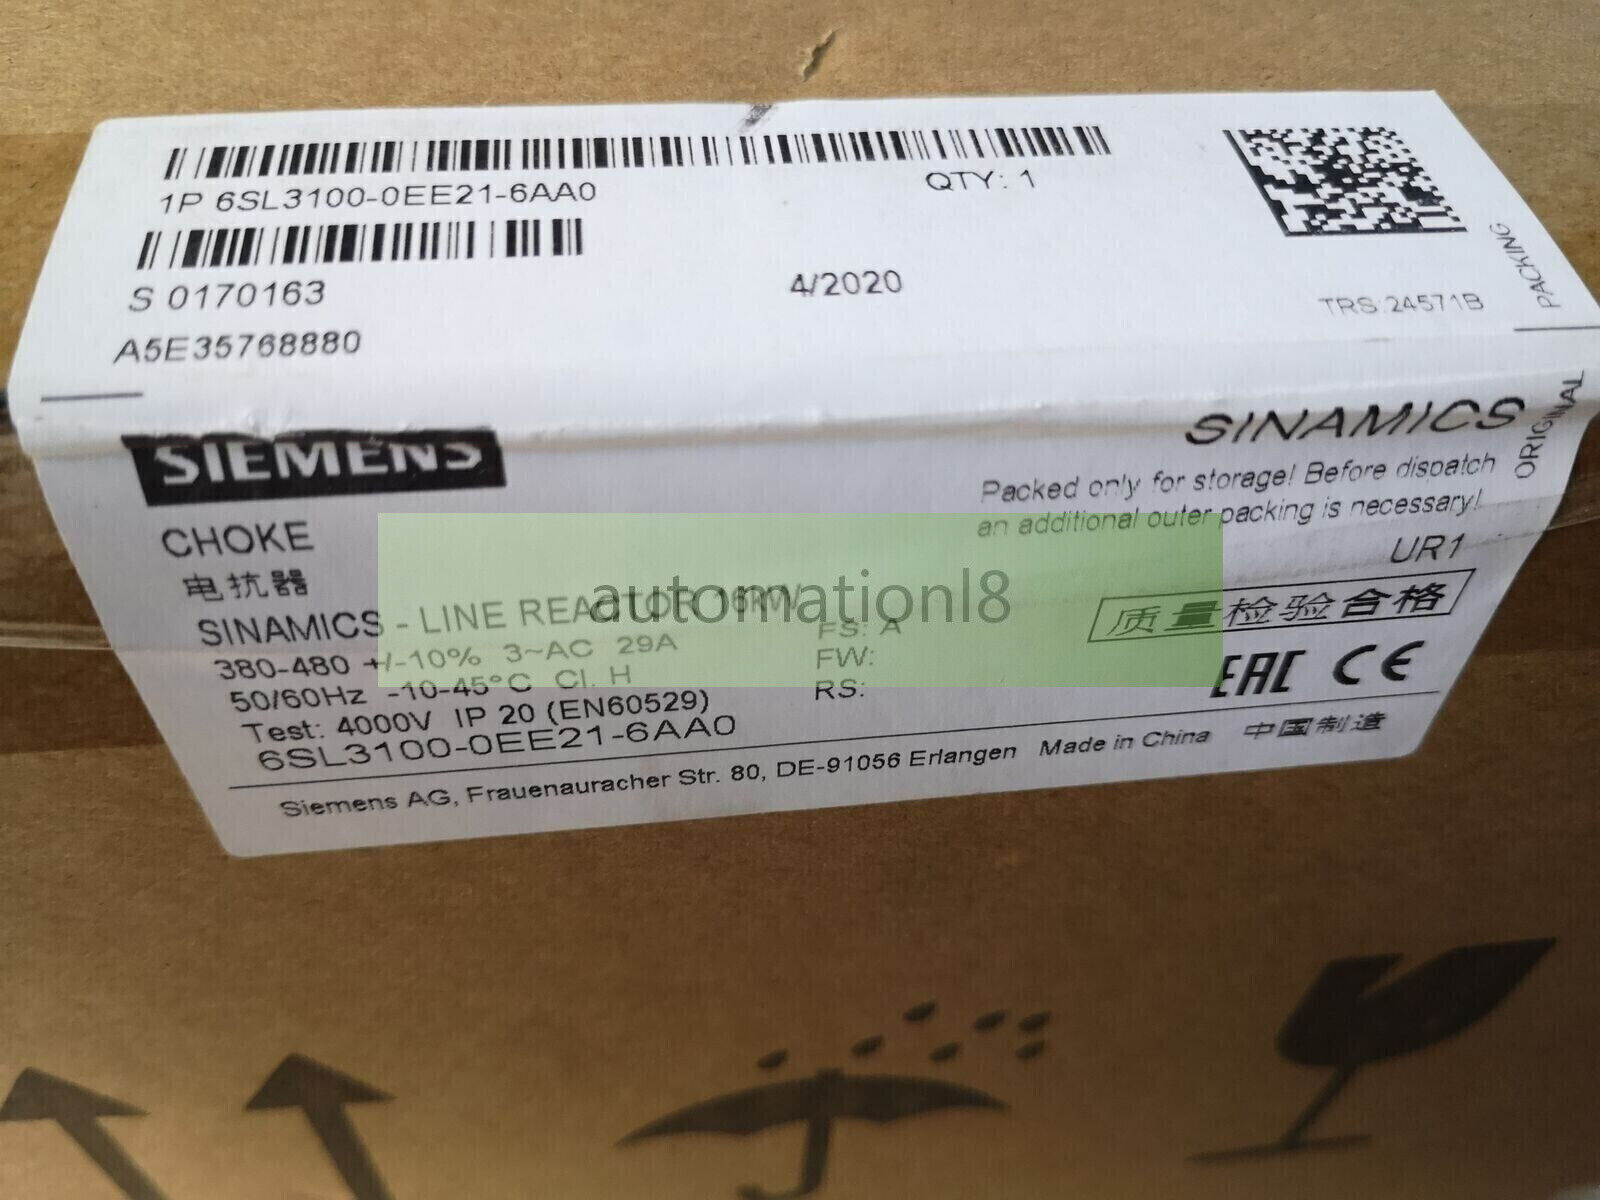 1P 6SL3100-0EE21-6AA0
QTY: 1
S 0170163
4/2020
TRS:24571B
A5E35768880
ORIGINAL PACKING
SIEMENS
SINAMICS
Packed only for storage! Before dispatch
an additional outer packing is necessary!
CHOKE
UR1
电抗器
质量检验合格
SINAMICS - LINE REACTOR 16kW
automationl8
380-480 +/-10% 3~AC 29A
FS: A
50/60Hz -10-45°C Cl. H
FW:
Test: 4000V IP 20 (EN60529)
RS:
EAC CE
6SL3100-0EE21-6AA0
Siemens AG, Frauenauracher Str. 80, DE-91056 Erlangen Made in China 中国制造